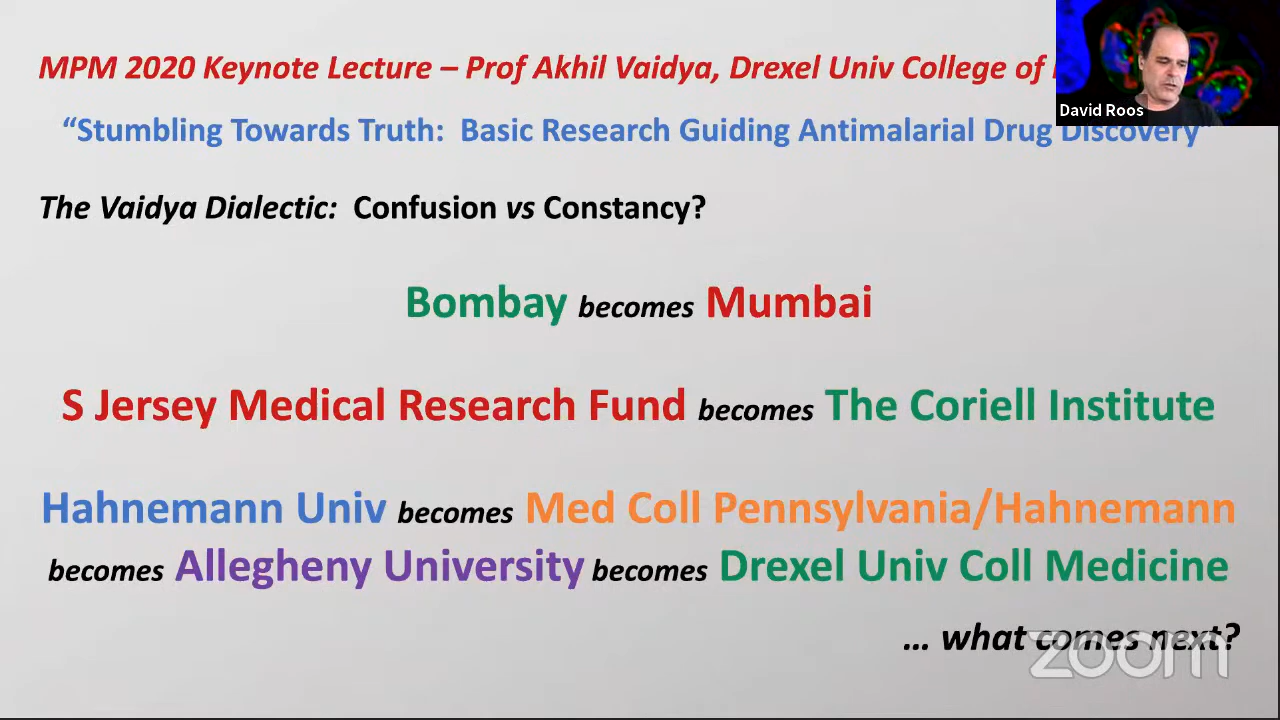 MPM 2020 Keynote Lecture – Prof Akhil Vaidya, Drexel Univ College of
David Roos
“Stumbling Towards Truth: Basic Research Guiding Antimalarial Drug Discovery”
The Vaidya Dialectic: Confusion vs Constancy?
Bombay becomes Mumbai
S Jersey Medical Research Fund becomes The Coriell Institute
Hahnemann Univ becomes Med Coll Pennsylvania/Hahnemann
becomes Allegheny University becomes Drexel Univ Coll Medicine
... what comes next?
zoom